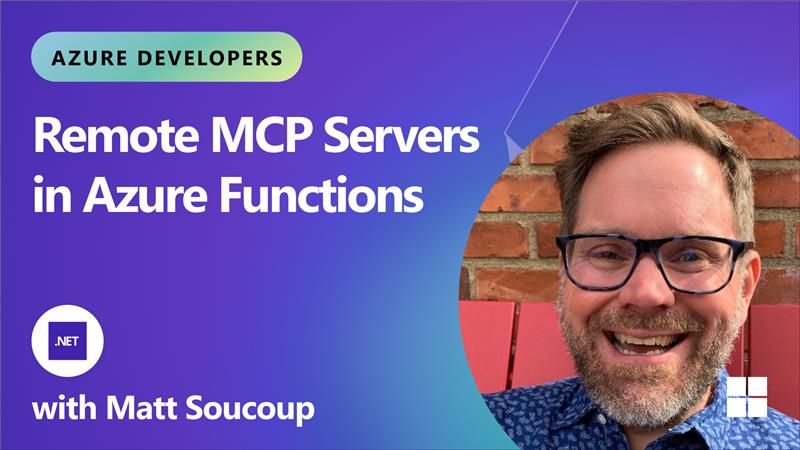 AZURE DEVELOPERS
Remote MCP Servers
in Azure Functions
.NET
with Matt Soucoup